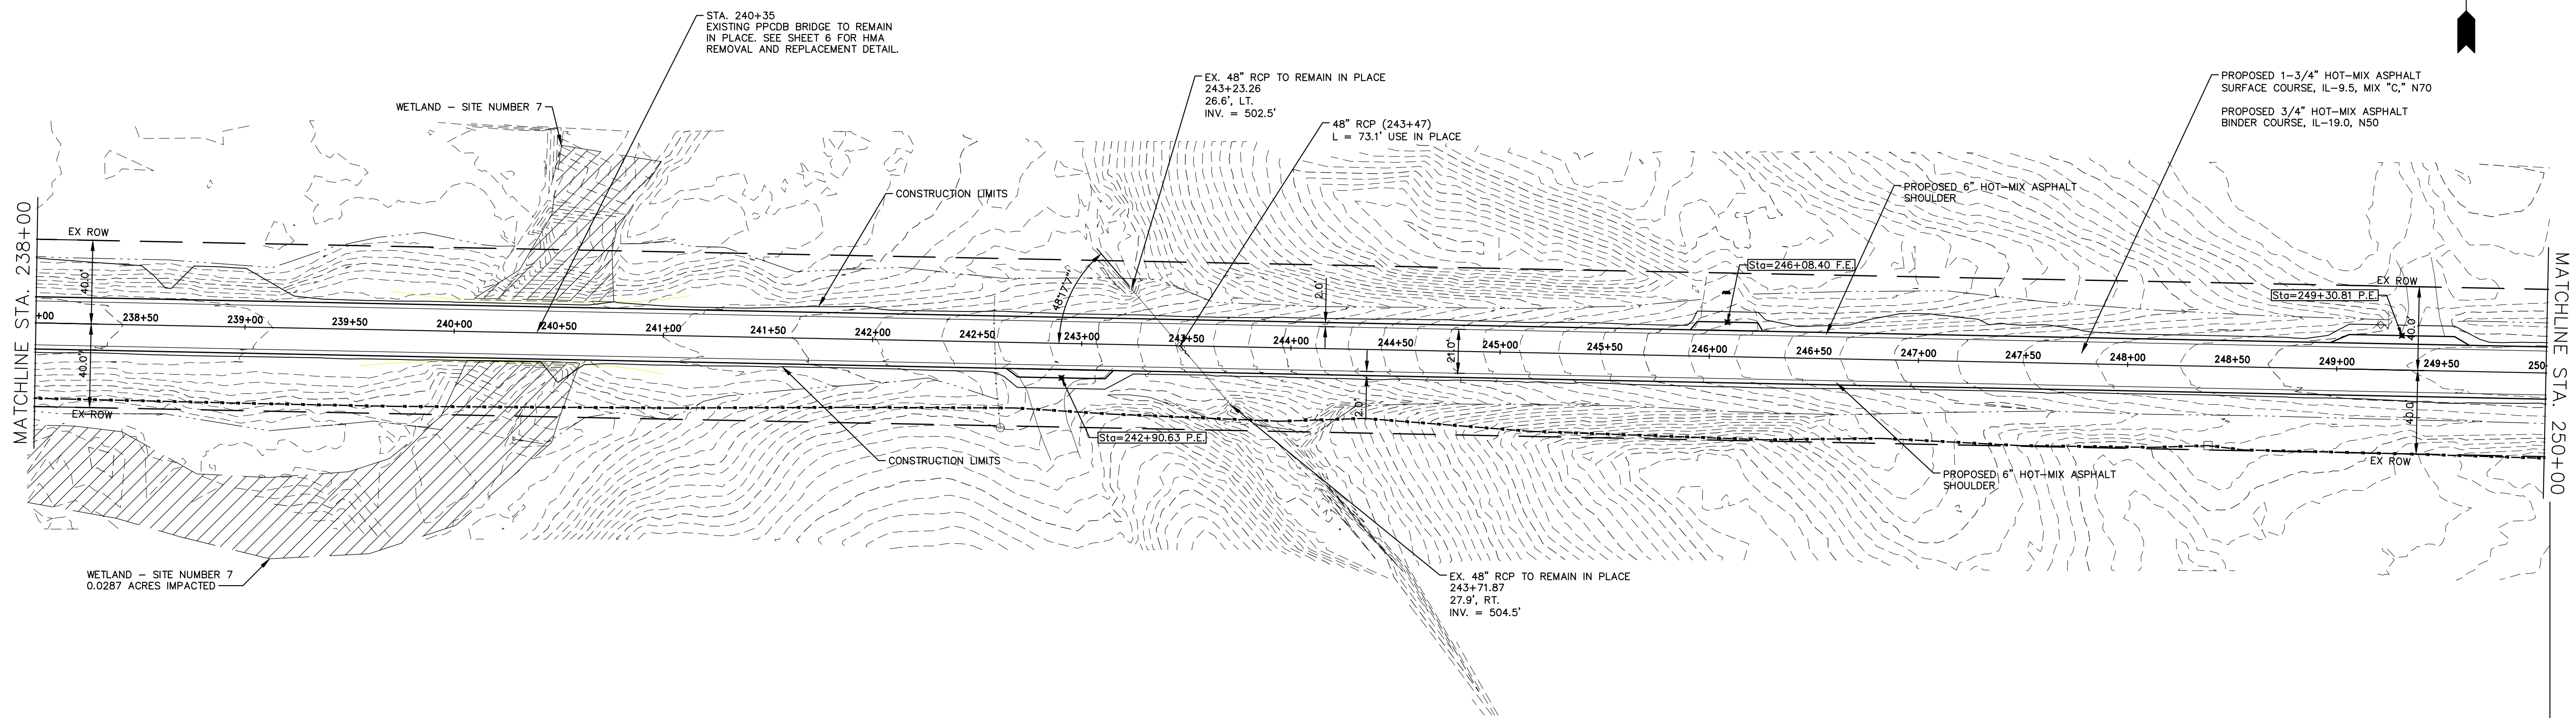 STA. 240+35
EXISTING PPCDB BRIDGE TO REMAIN
IN PLACE. SEE SHEET 6 FOR HMA
REMOVAL AND REPLACEMENT DETAIL.
WETLAND – SITE NUMBER 7
EX. 48" RCP TO REMAIN IN PLACE
243+23.26
26.6', LT.
INV. = 502.5'
48" RCP (243+47)
L = 73.1' USE IN PLACE
PROPOSED 1-3/4" HOT-MIX ASPHALT
SURFACE COURSE, IL-9.5, MIX "C," N70
PROPOSED 3/4" HOT-MIX ASPHALT
BINDER COURSE, IL-19.0, N50
CONSTRUCTION LIMITS
PROPOSED 6" HOT-MIX ASPHALT
SHOULDER
MATCHLINE STA. 238+00
EX ROW
40.0'
Sta=246+08.40 F.E.
EX ROW
Sta=249+30.81 P.E.
40.0'
2.0'
+00
238+50
239+00
239+50
240+00
240+50
241+00
241+50
242+00
242+50
243+00
243+50
244+00
244+50
245+00
245+50
246+00
246+50
247+00
247+50
248+00
248+50
249+00
249+50
250
21.0'
40.0'
EX ROW
2.0'
40.0'
Sta=242+90.63 P.E.
CONSTRUCTION LIMITS
EX ROW
PROPOSED 6" HOT-MIX ASPHALT
SHOULDER
MATCHLINE STA. 250+00
WETLAND – SITE NUMBER 7
0.0287 ACRES IMPACTED
EX. 48" RCP TO REMAIN IN PLACE
243+71.87
27.9', RT.
INV. = 504.5'